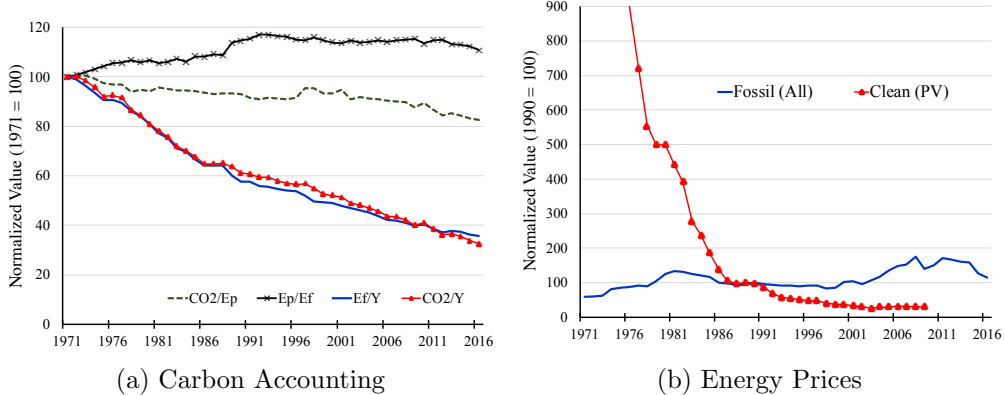 Normalized Value (1971 = 100)
120
100
80
60
40
20
0
CO2/Ep
Ep/Ef
Ef/Y
CO2/Y
1971 1976 1981 1986 1991 1996 2001 2006 2011 2016
(a) Carbon Accounting
Normalized Value (1990 = 100)
900
800
700
600
500
400
300
200
100
0
Fossil (All)
Clean (PV)
1971 1976 1981 1986 1991 1996 2001 2006 2011 2016
(b) Energy Prices